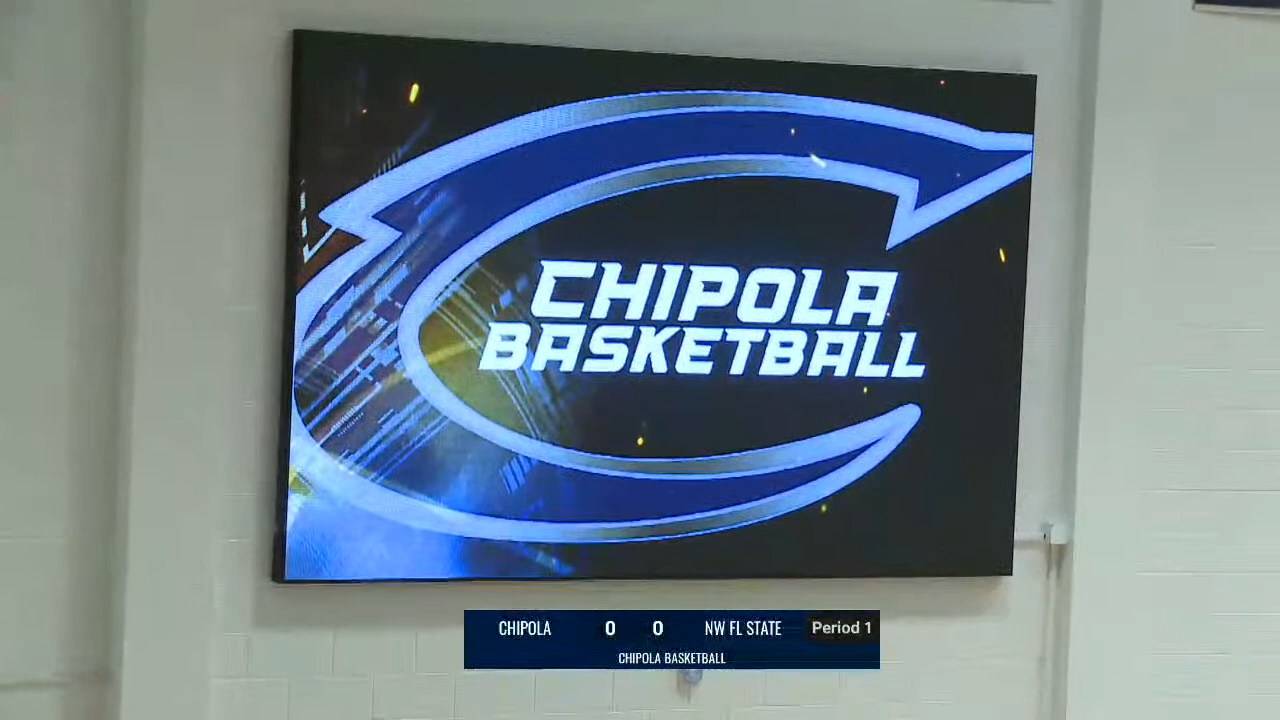 CHIPOLA
BASKETBALL
CHIPOLA 0 0 NW FL STATE Period 1
CHIPOLA BASKETBALL